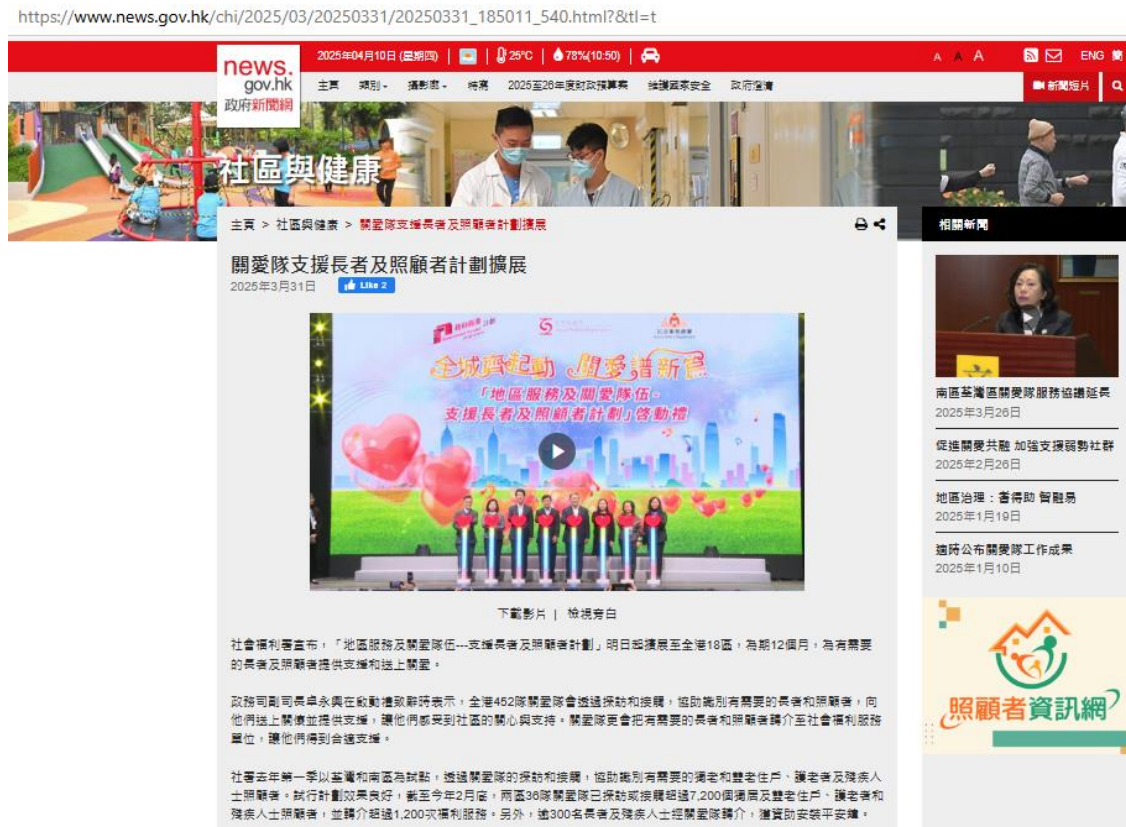 https://www.news.gov.hk/chi/2025/03/20250331/20250331_185011_540.html?&tl=t
2025年04月10日 (星期四) | | 25°C | 78%(10:50) |
A A A ENG 簡
news.
gov.hk
政府新聞網
主頁 類別 攝影廊 特寫 2025至26年度財政預算案 維護國家安全 政府澄清
新聞短片
社區與健康
主頁 > 社區與健康 > 關愛隊支援長者及照顧者計劃擴展
相關新聞
關愛隊支援長者及照顧者計劃擴展
2025年3月31日 Like 2
全城齊起動 關愛譜新篇
「地區服務及關愛隊伍-
支援長者及照顧者計劃」啓動禮
下載影片 | 檢視旁白
社會福利署宣布，「地區服務及關愛隊伍---支援長者及照顧者計劃」明日起擴展至全港18區，為期12個月，為有需要
的長者及照顧者提供支援和送上關愛。
政務司副司長卓永興在啟動禮致辭時表示，全港452隊關愛隊會透過探訪和接觸，協助識別有需要的長者和照顧者，向
他們送上關懷並提供支援，讓他們感受到社區的關心與支持。關愛隊更會把有需要的長者和照顧者轉介至社會福利服務
單位，讓他們得到合適支援。
社署去年第一季以荃灣和南區為試點，透過關愛隊的探訪和接觸，協助識別有需要的獨老和雙老住戶、護老者及殘疾人
士照顧者。試行計劃效果良好，截至今年2月底，兩區36隊關愛隊已探訪或接觸超過7,200個獨居及雙老住戶、護老者和
殘疾人士照顧者，並轉介超過1,200次福利服務。另外，逾300名長者及殘疾人士經關愛隊轉介，獲資助安裝平安鐘。
南區荃灣區關愛隊服務協議延長
2025年3月26日
促進關愛共融 加強支援弱勢社群
2025年2月26日
地區治理：耆得助 智融易
2025年1月19日
適時公布關愛隊工作成果
2025年1月10日
照顧者資訊網